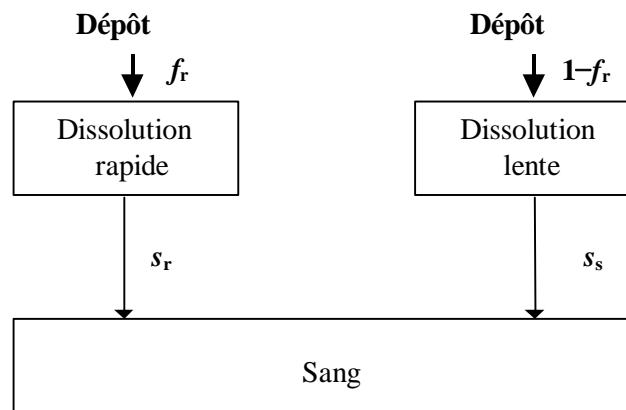 Dépôt
Dépôt
fr
1–fr
Dissolution
rapide
Dissolution
lente
sr
ss
Sang